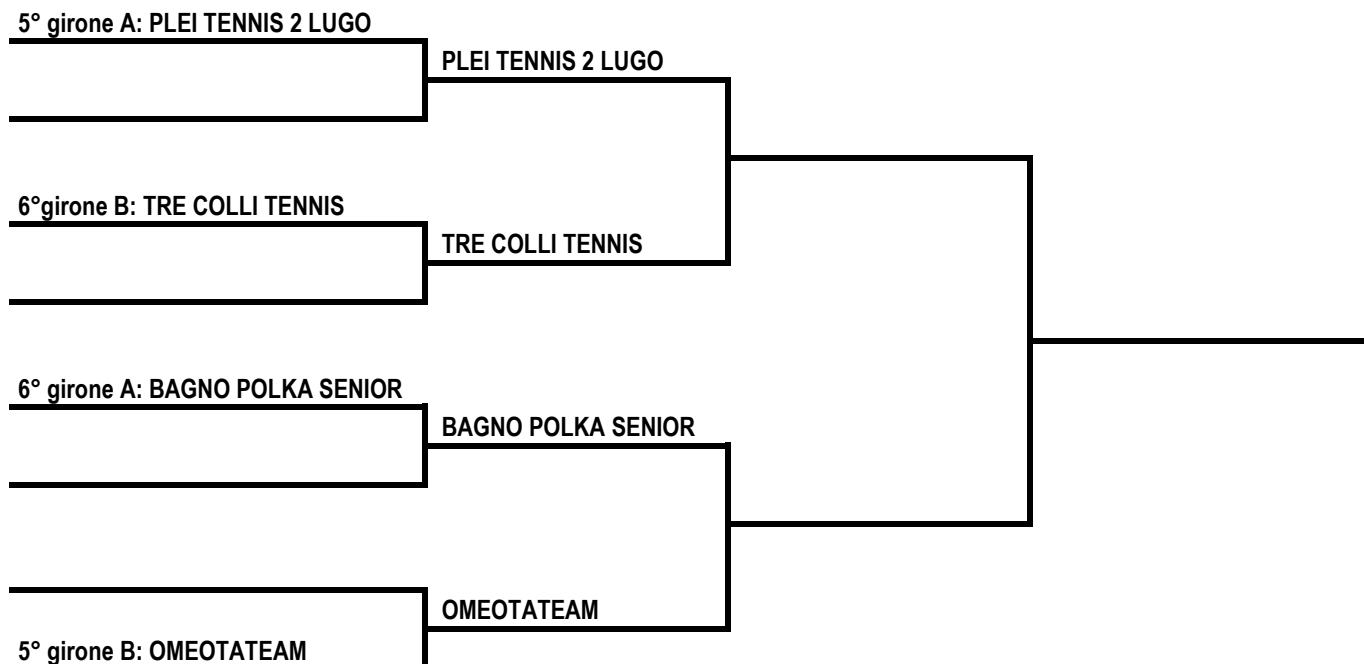 5° girone A: PLEI TENNIS 2 LUGO
PLEI TENNIS 2 LUGO
6°girone B: TRE COLLI TENNIS
TRE COLLI TENNIS
6° girone A: BAGNO POLKA SENIOR
BAGNO POLKA SENIOR
OMEOTATEAM
5° girone B: OMEOTATEAM